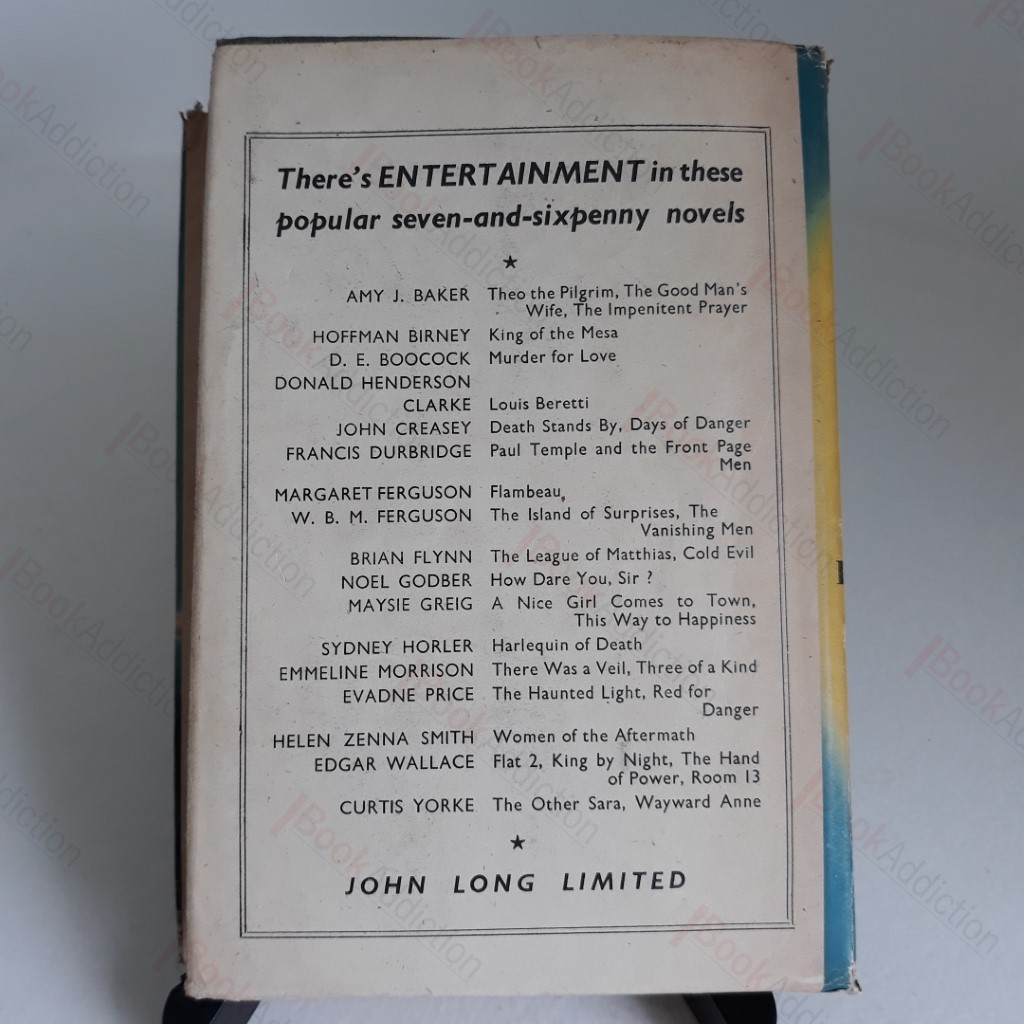 There's ENTERTAINMENT in these
popular seven-and-sixpenny novels
★
AMY J. BAKER Theo the Pilgrim, The Good Man's
Wife, The Impenitent Prayer
HOFFMAN BIRNEY King of the Mesa
D. E. BOOCOCK Murder for Love
DONALD HENDERSON
CLARKE Louis Beretti
JOHN CREASEY Death Stands By, Days of Danger
FRANCIS DURBRIDGE Paul Temple and the Front Page
Men
MARGARET FERGUSON Flambeau,
W. B. M. FERGUSON The Island of Surprises, The
Vanishing Men
BRIAN FLYNN The League of Matthias, Cold Evil
NOEL GODBER How Dare You, Sir ?
MAYSIE GREIG A Nice Girl Comes to Town,
This Way to Happiness
SYDNEY HORLER Harlequin of Death
EMMELINE MORRISON There Was a Veil, Three of a Kind
EVADNE PRICE The Haunted Light, Red for
Danger
HELEN ZENNA SMITH Women of the Aftermath
EDGAR WALLACE Flat 2, King by Night, The Hand
of Power, Room 13
CURTIS YORKE The Other Sara, Wayward Anne
★
JOHN LONG LIMITED
BookAddiction